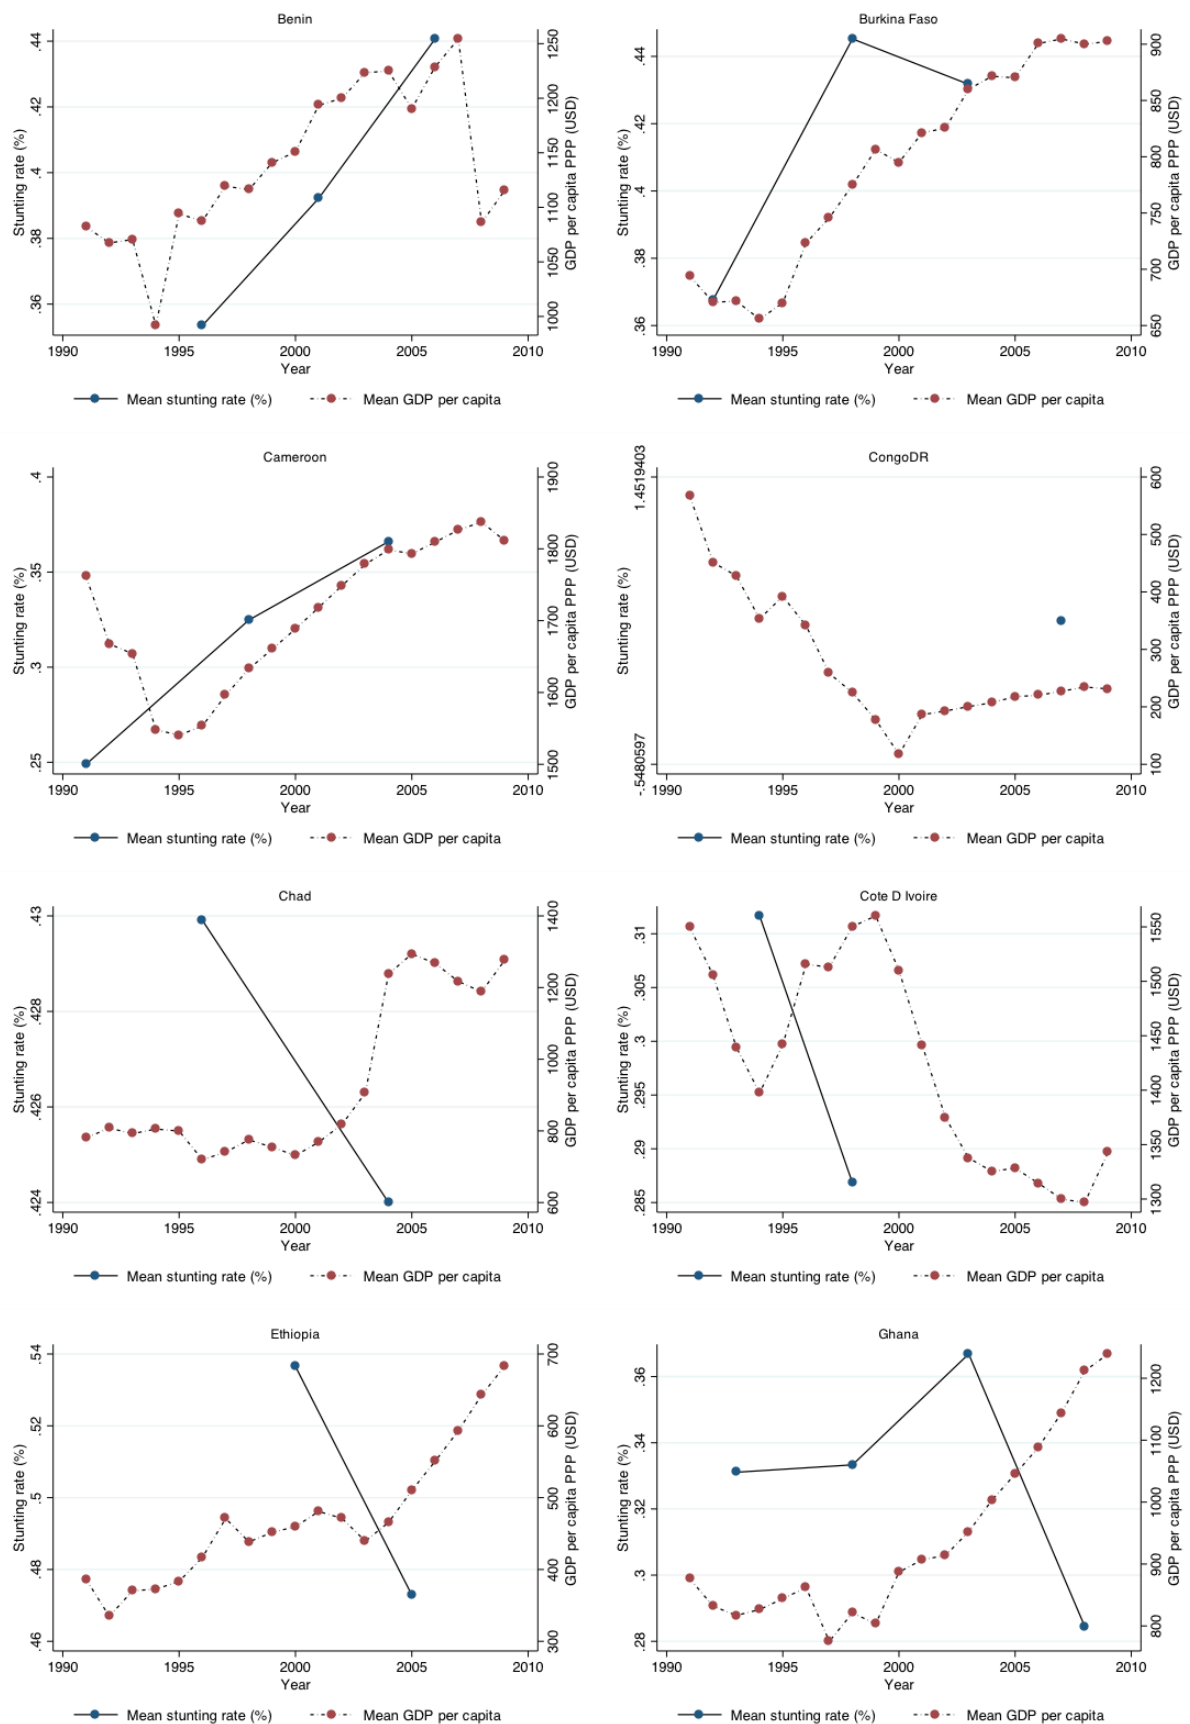 Benin
Stunting rate (%)
.36 .38 .4 .42 .44
GDP per capita PPP (USD)
1000 1050 1100 1150 1200 1250
1990 1995 2000 2005 2010
Year
Mean stunting rate (%) Mean GDP per capita
Burkina Faso
Stunting rate (%)
.36 .38 .4 .42 .44
GDP per capita PPP (USD)
650 700 750 800 850 900
1990 1995 2000 2005 2010
Year
Mean stunting rate (%) Mean GDP per capita
Cameroon
Stunting rate (%)
.25 .3 .35 .4
GDP per capita PPP (USD)
1500 1600 1700 1800 1900
1990 1995 2000 2005 2010
Year
Mean stunting rate (%) Mean GDP per capita
CongoDR
Stunting rate (%)
-.5480597 1.4519403
GDP per capita PPP (USD)
100 200 300 400 500 600
1990 1995 2000 2005 2010
Year
Mean stunting rate (%) Mean GDP per capita
Chad
Stunting rate (%)
.424 .426 .428 .43
GDP per capita PPP (USD)
600 800 1000 1200 1400
1990 1995 2000 2005 2010
Year
Mean stunting rate (%) Mean GDP per capita
Cote D Ivoire
Stunting rate (%)
.285 .29 .295 .3 .305 .31
GDP per capita PPP (USD)
1300 1350 1400 1450 1500 1550
1990 1995 2000 2005 2010
Year
Mean stunting rate (%) Mean GDP per capita
Ethiopia
Stunting rate (%)
.46 .48 .5 .52 .54
GDP per capita PPP (USD)
300 400 500 600 700
1990 1995 2000 2005 2010
Year
Mean stunting rate (%) Mean GDP per capita
Ghana
Stunting rate (%)
.28 .3 .32 .34 .36
GDP per capita PPP (USD)
800 900 1000 1100 1200
1990 1995 2000 2005 2010
Year
Mean stunting rate (%) Mean GDP per capita